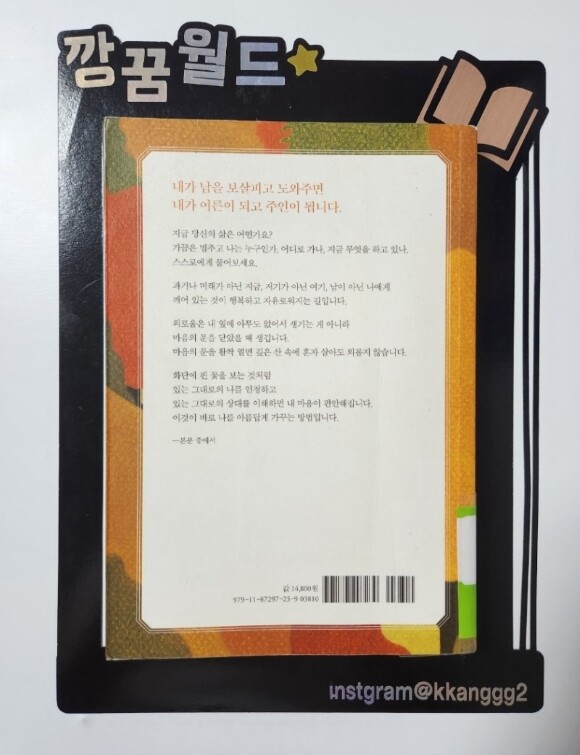 깡꿈월드
내가 남을 보살피고 도와주면
내가 어른이 되고 주인이 됩니다.
지금 당신의 삶은 어떤가요?
가끔은 멈추고 나는 누구인가, 어디로 가나, 지금 무엇을 하고 있나.
스스로에게 물어보세요.
과거나 미래가 아닌 지금, 저기가 아닌 여기, 남이 아닌 나에게
깨어 있는 것이 행복하고 자유로워지는 길입니다.
외로움은 내 옆에 아무도 없어서 생기는 게 아니라
마음의 문을 닫았을 때 생깁니다.
마음의 문을 활짝 열면 깊은 산 속에 혼자 살아도 외롭지 않습니다.
화단에 핀 꽃을 보는 것처럼
있는 그대로의 나를 인정하고
있는 그대로의 상대를 이해하면 내 마음이 편안해집니다.
이것이 바로 나를 아름답게 가꾸는 방법입니다.
—본문 중에서
값 14,800원
979-11-87297-23-9 03810
instgram@kkanggg2